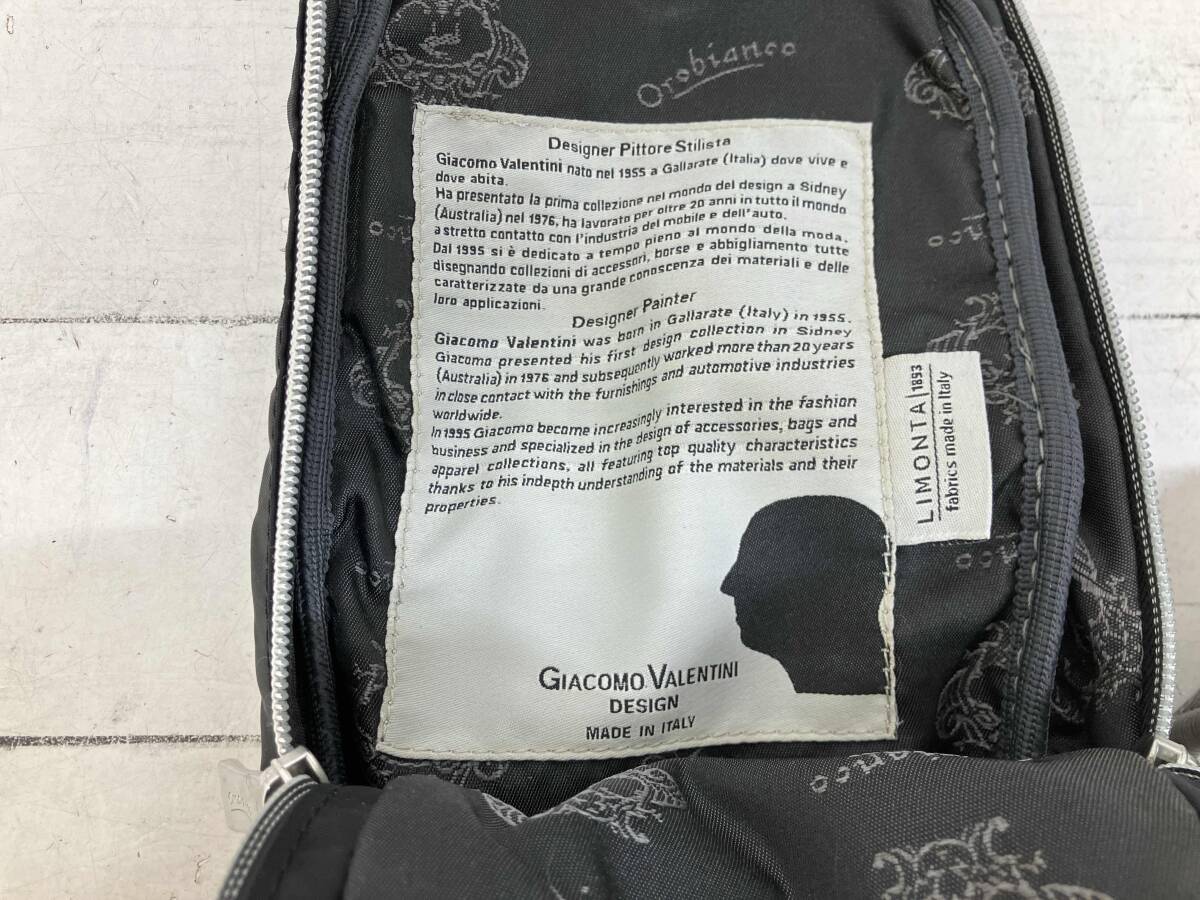 Orobianco
Designer Pittore Stilista
Giacomo Valentini nato nel 1955 a Gallarate (Italia) dove vive e
dove abita.
Ha presentato la prima collezione nel mondo del design a Sidney
(Australia) nel 1976, ha lavorato per oltre 20 anni in tutto il mondo
a stretto contatto con l'industria del mobile e dell'auto.
Dal 1995 si è dedicato a tempo pieno al mondo della moda,
disegnando collezioni di accessori, borse e abbigliamento tutte
caratterizzate da una grande conoscenza dei materiali e delle
loro applicazioni.
Designer Painter
Giacomo Valentini was born in Gallarate (Italy) in 1955.
Giacomo presented his first design collection in Sidney
(Australia) in 1976 and subsequently worked more than 20 years
in close contact with the furnishings and automotive industries
worldwide.
In 1995 Giacomo become increasingly interested in the fashion
business and specialized in the design of accessories, bags and
apparel collections, all featuring top quality characteristics
thanks to his indepth understanding of the materials and their
properties.
GIACOMO VALENTINI
DESIGN
MADE IN ITALY
LIMONTA | 1893
fabrics made in Italy
bianco